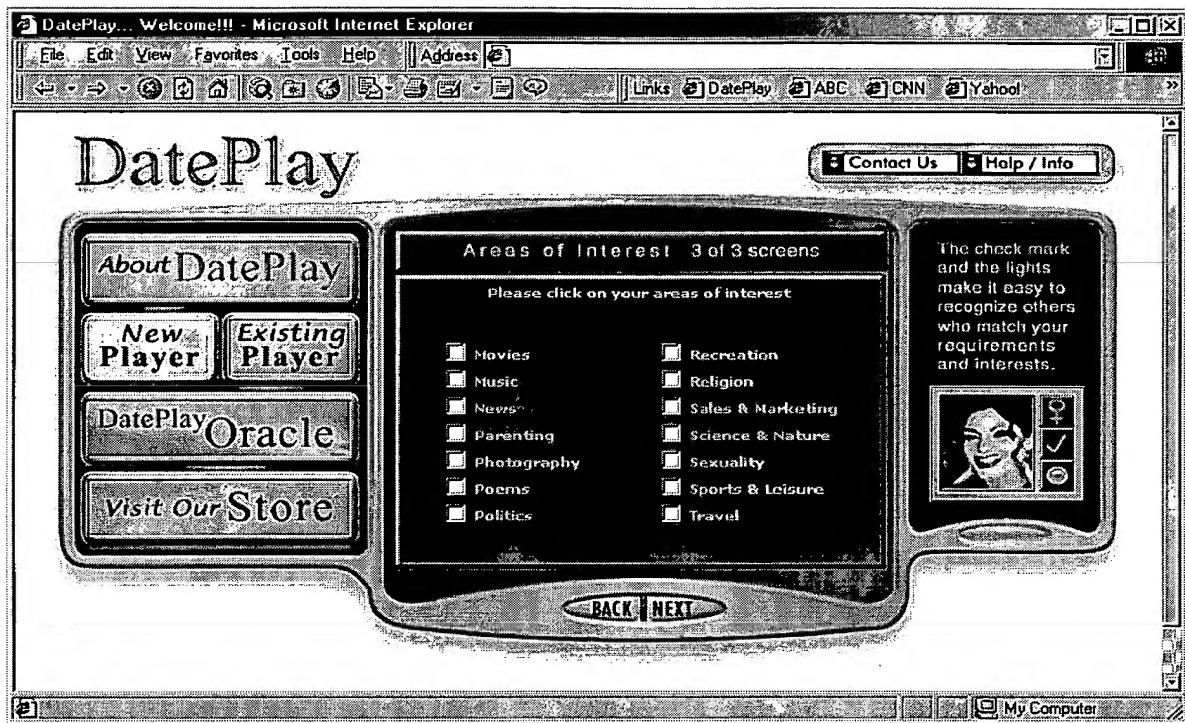 DatePlay... Welcome!!! - Microsoft Internet Explorer
File Edit View Favorites Tools Help Address
Links DatePlay ABC CNN Yahoo! »
DatePlay
Contact Us Help / Info
About DatePlay
New Player
Existing Player
DatePlay Oracle
Visit Our Store
Areas of Interest 3 of 3 screens
Please click on your areas of interest
Movies
Music
News
Parenting
Photography
Poems
Politics
Recreation
Religion
Sales & Marketing
Science & Nature
Sexuality
Sports & Leisure
Travel
BACK NEXT
The check mark
and the lights
make it easy to
recognize others
who match your
requirements
and interests.
My Computer